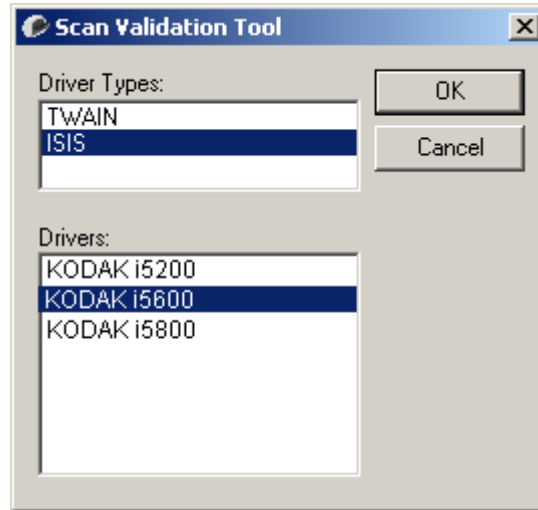 Scan Validation Tool
Driver Types:
TWAIN
ISIS
OK
Cancel
Drivers:
KODAK i5200
KODAK i5600
KODAK i5800